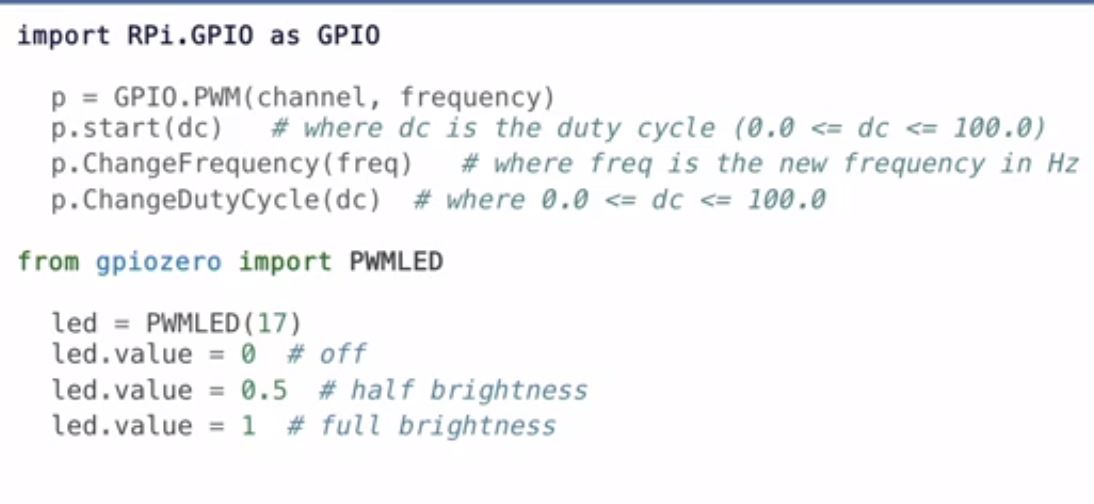 import RPi.GPIO as GPIO
p = GPIO.PWM(channel, frequency)
p.start(dc)   # where dc is the duty cycle (0.0 <= dc <= 100.0)
p.ChangeFrequency(freq)   # where freq is the new frequency in Hz
p.ChangeDutyCycle(dc)  # where 0.0 <= dc <= 100.0
from gpiozero import PWMLED
led = PWMLED(17)
led.value = 0  # off
led.value = 0.5  # half brightness
led.value = 1  # full brightness